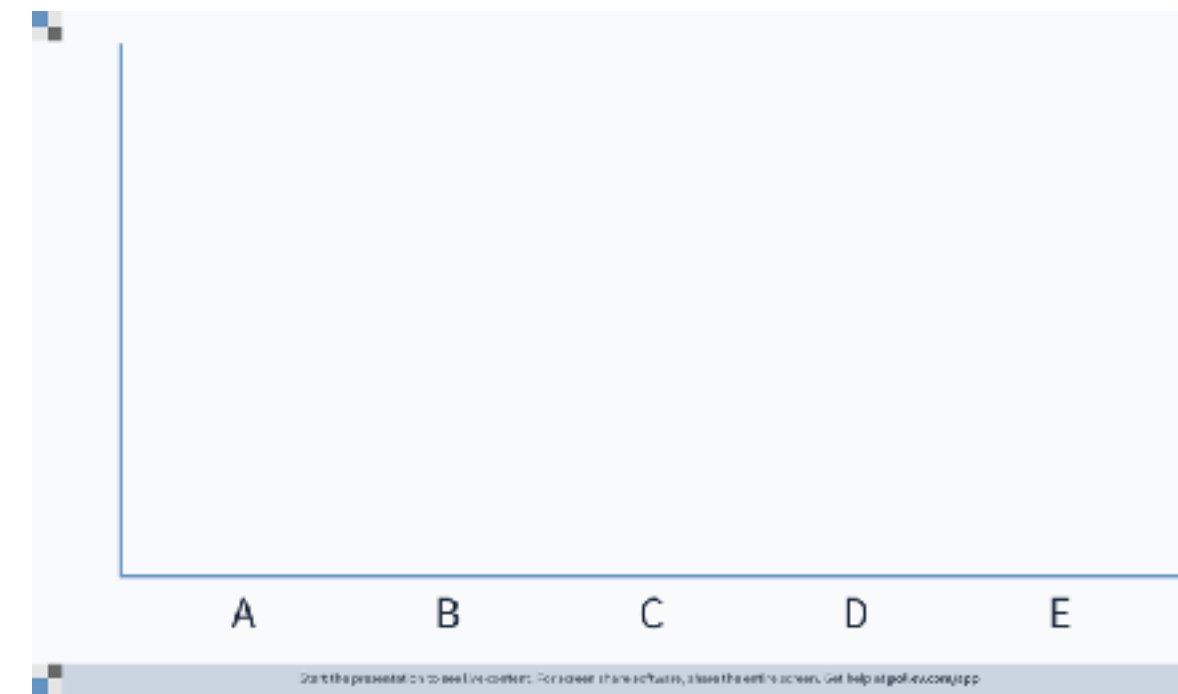 A B C D E
Start the presentation to see live content. For screen share software, share the entire screen. Get help at pollev.com/app